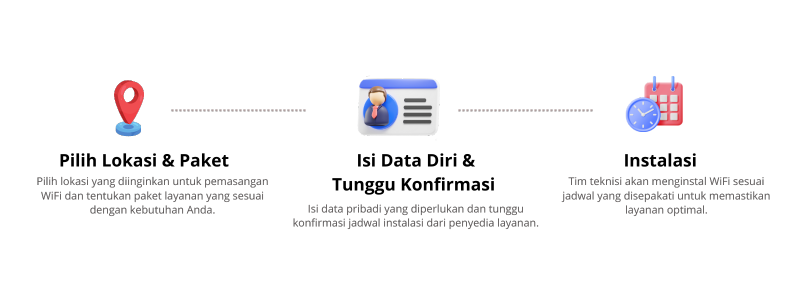 Pilih Lokasi & Paket
Pilih lokasi yang diinginkan untuk pemasangan
WiFi dan tentukan paket layanan yang sesuai
dengan kebutuhan Anda.
Isi Data Diri &
Tunggu Konfirmasi
Isi data pribadi yang diperlukan dan tunggu
konfirmasi jadwal instalasi dari penyedia layanan.
Instalasi
Tim teknisi akan menginstal WiFi sesuai
jadwal yang disepakati untuk memastikan
layanan optimal.